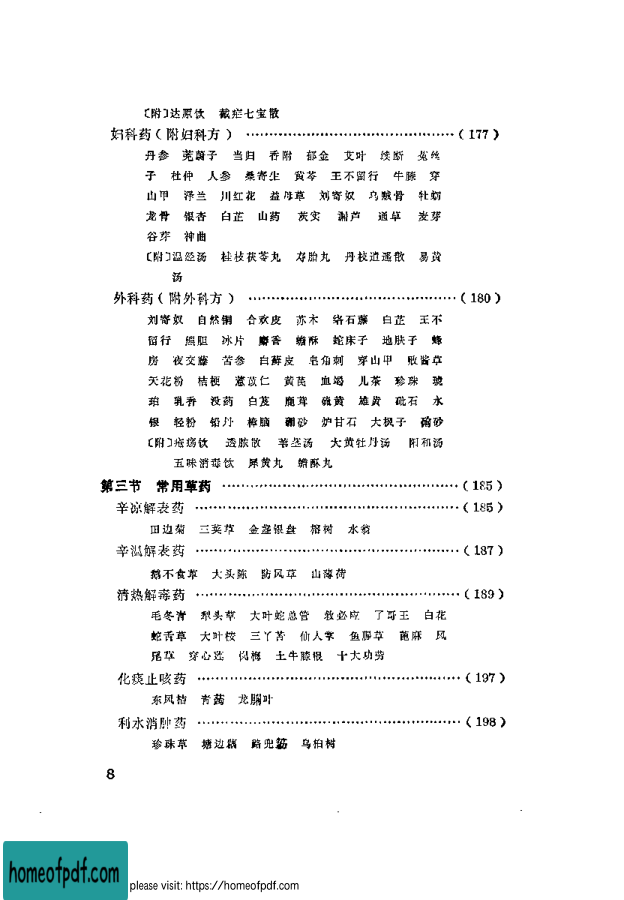 〔附〕达原饮 截疟七宝散
妇科药（附妇科方） ……………………………………（177）
丹参 茺蔚子 当归 香附 郁金 艾叶 续断 菟丝
子 杜仲 人参 桑寄生 黄芩 王不留行 牛膝 穿
山甲 泽兰 川红花 益母草 刘寄奴 乌贼骨 牡蛎
龙骨 银杏 白芷 山药 芡实 漏芦 通草 麦芽
谷芽 神曲
〔附〕温经汤 桂枝茯苓丸 寿胎丸 丹栀逍遥散 易黄
汤
外科药（附外科方） ……………………………………（180）
刘寄奴 自然铜 合欢皮 苏木 络石藤 白芷 王不
留行 熊胆 冰片 麝香 蟾酥 蛇床子 地肤子 蜂
房 夜交藤 苦参 白藓皮 皂角刺 穿山甲 败酱草
天花粉 桔梗 薏苡仁 黄芪 血竭 儿茶 珍珠 琥
珀 乳香 没药 白芨 鹿茸 硫黄 雄黄 砒石 水
银 轻粉 铅丹 樟脑 硼砂 炉甘石 大枫子 硇砂
〔附〕疮疡饮 透脓散 苇茎汤 大黄牡丹汤 阳和汤
五味消毒饮 犀黄丸 蟾酥丸
第三节 常用草药 ……………………………………（185）
辛凉解表药 ……………………………………（185）
田边菊 三荚草 金盏银盘 榕树 水翁
辛温解表药 ……………………………………（187）
鹅不食草 大头陈 防风草 山薄荷
清热解毒药 ……………………………………（189）
毛冬青 犁头草 大叶蛇总管 救必应 了哥王 白花
蛇舌草 大叶桉 三丫苦 仙人掌 鱼腥草 蓖麻 凤
尾草 穿心莲 岗梅 土牛膝根 十大功劳
化痰止咳药 ……………………………………（197）
东风桔 青蒟 龙脷叶
利水消肿药 ……………………………………（198）
珍珠草 塘边藕 路兜簕 乌桕树
8
homeofpdf.com
please visit: https://homeofpdf.com